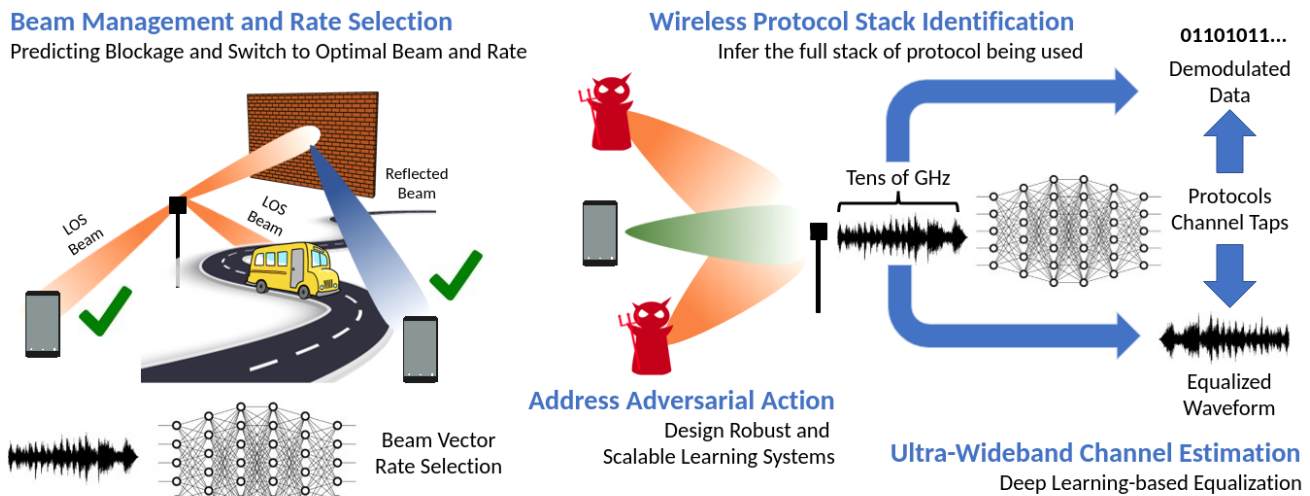 Beam Management and Rate Selection
Predicting Blockage and Switch to Optimal Beam and Rate
LOS
Beam
LOS
Beam
Reflected
Beam
Beam Vector
Rate Selection
Wireless Protocol Stack Identification
Infer the full stack of protocol being used
Tens of GHz
01101011...
Demodulated
Data
Protocols
Channel Taps
Equalized
Waveform
Address Adversarial Action
Design Robust and
Scalable Learning Systems
Ultra-Wideband Channel Estimation
Deep Learning-based Equalization